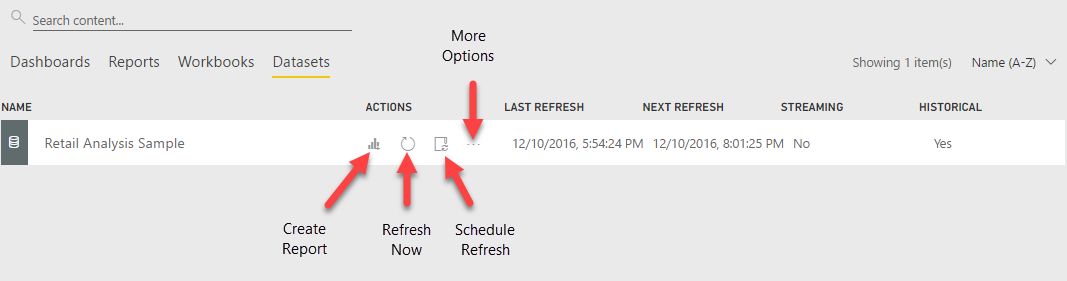 Search content...
More
Options
Dashboards Reports Workbooks Datasets
Showing 1 item(s) Name (A-Z)
NAME ACTIONS LAST REFRESH NEXT REFRESH STREAMING HISTORICAL
Retail Analysis Sample ... 12/10/2016, 5:54:24 PM 12/10/2016, 8:01:25 PM No Yes
Create
Report
Refresh
Now
Schedule
Refresh